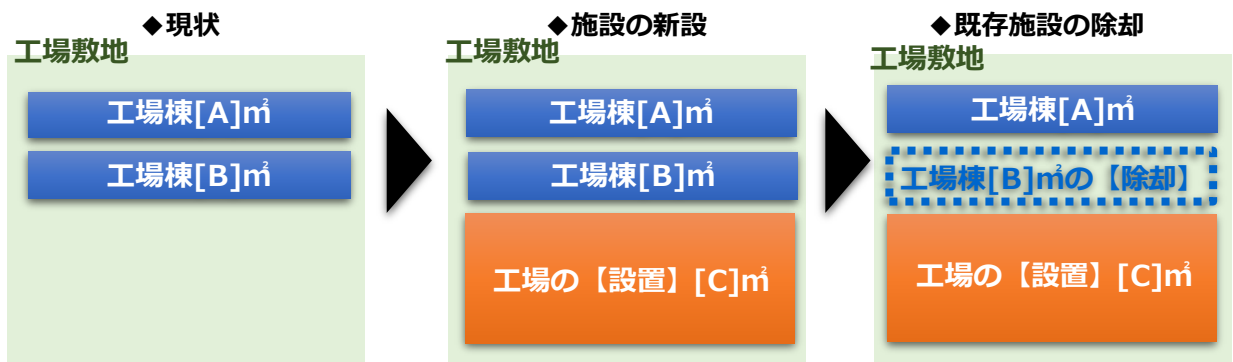 ◆現状
工場敷地
工場棟[A]㎡
工場棟[B]㎡
◆施設の新設
工場敷地
工場棟[A]㎡
工場棟[B]㎡
工場の【設置】[C]㎡
◆既存施設の除却
工場敷地
工場棟[A]㎡
工場棟[B]㎡の【除却】
工場の【設置】[C]㎡